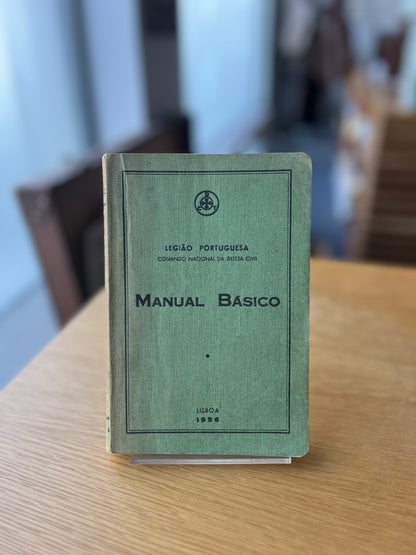 LEGIÃO PORTUGUESA
COMANDO NACIONAL DA DEFESA CIVIL
MANUAL BÁSICO
LISBOA
1956